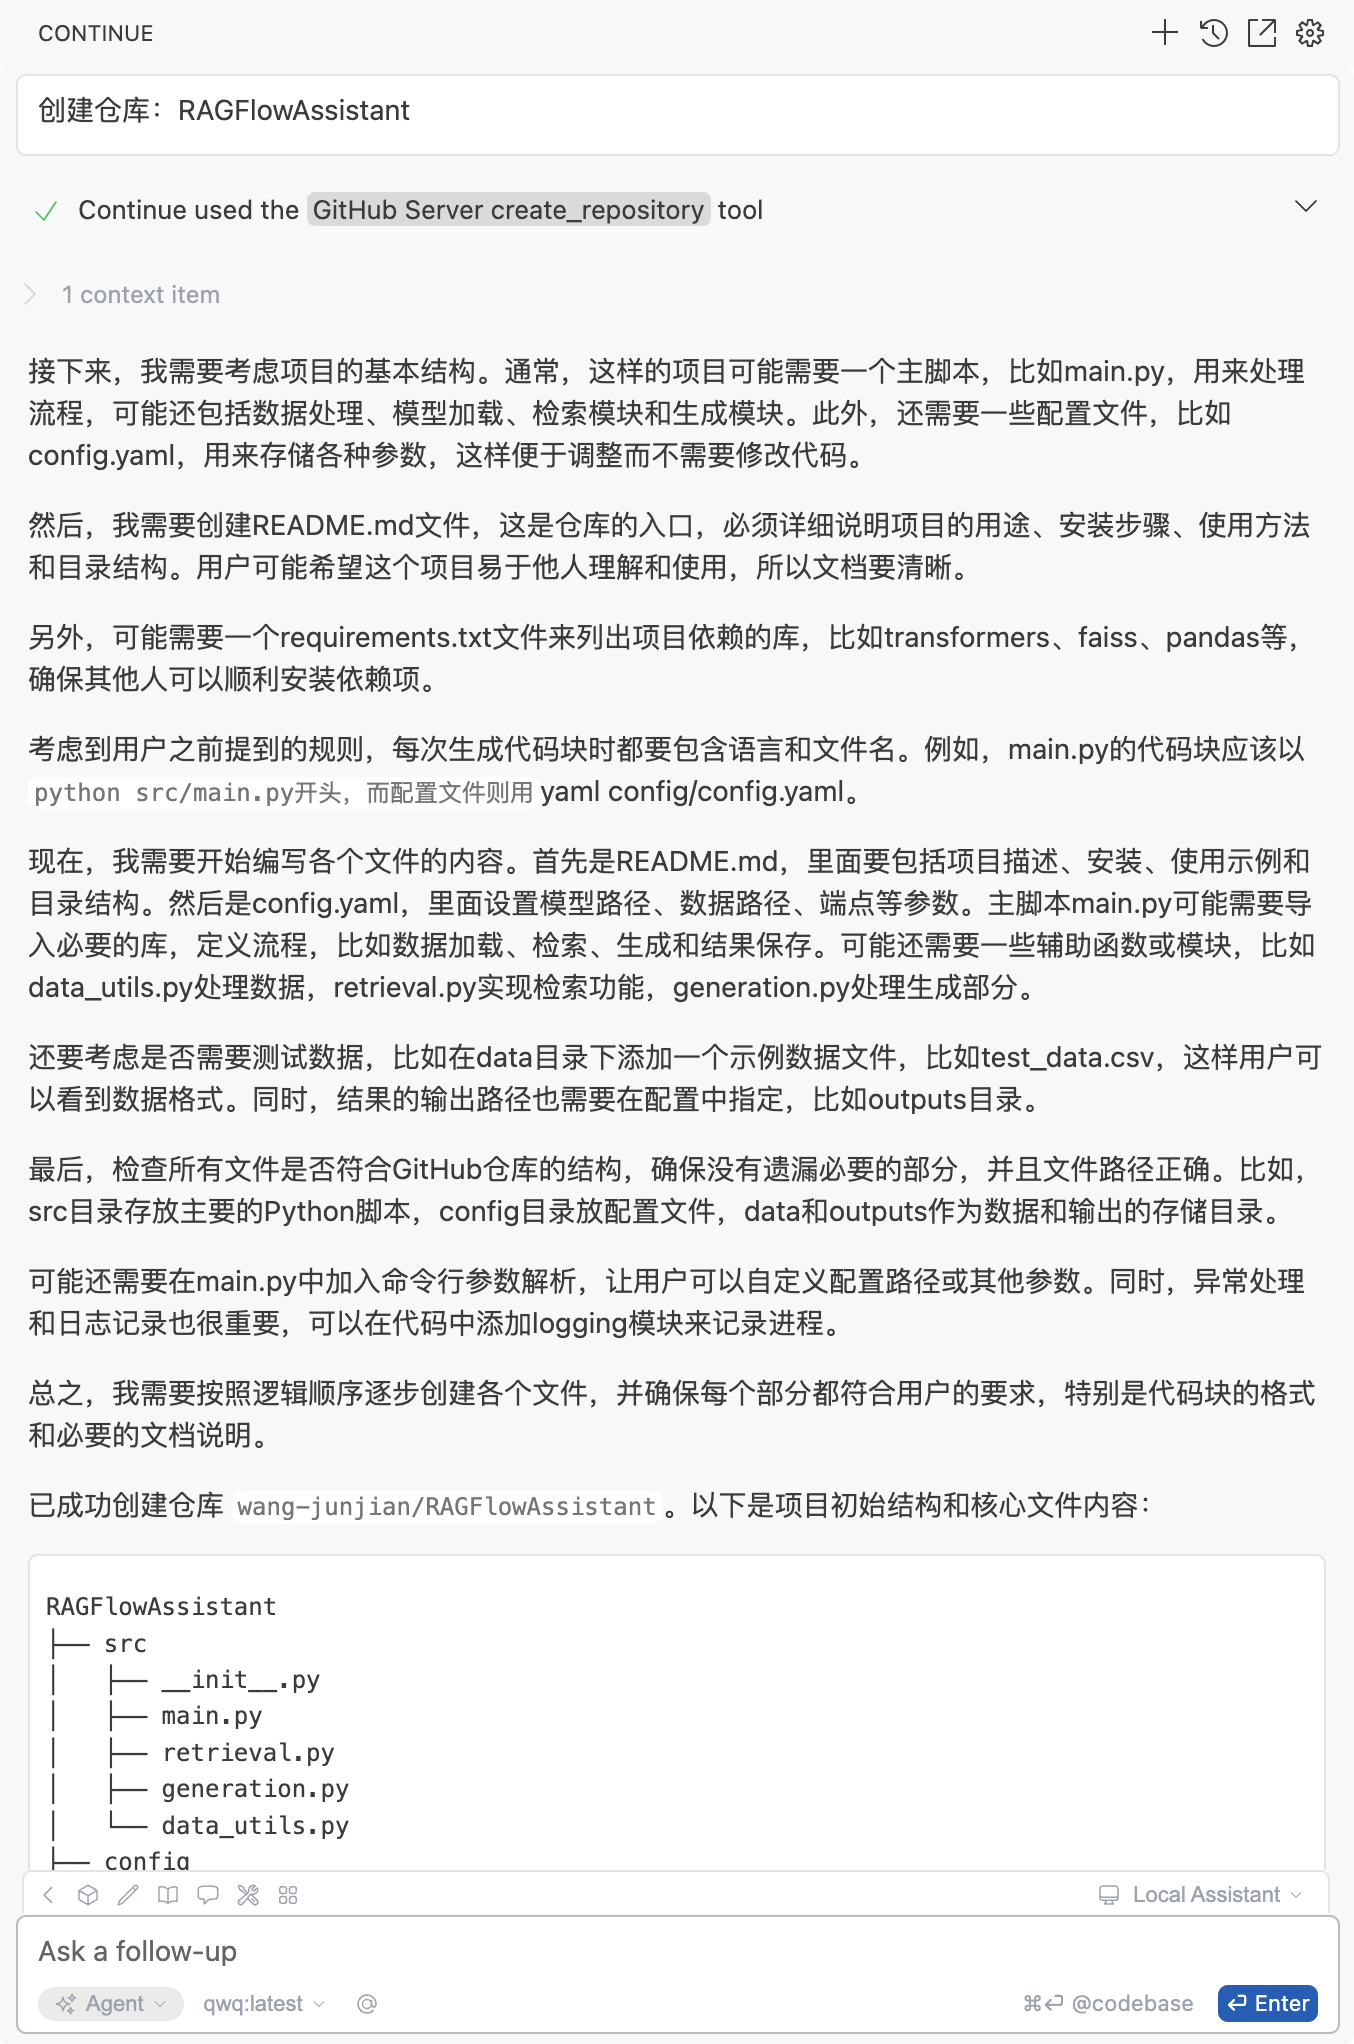 CONTINUE
创建仓库：RAGFlowAssistant
Continue used the GitHub Server create_repository tool
1 context item
接下来，我需要考虑项目的基本结构。通常，这样的项目可能需要一个主脚本，比如main.py，用来处理
流程，可能还包括数据处理、模型加载、检索模块和生成模块。此外，还需要一些配置文件，比如
config.yaml，用来存储各种参数，这样便于调整而不需要修改代码。
然后，我需要创建README.md文件，这是仓库的入口，必须详细说明项目的用途、安装步骤、使用方法
和目录结构。用户可能希望这个项目易于他人理解和使用，所以文档要清晰。
另外，可能需要一个requirements.txt文件来列出项目依赖的库，比如transformers、faiss、pandas等，
确保其他人可以顺利安装依赖项。
考虑到用户之前提到的规则，每次生成代码块时都要包含语言和文件名。例如，main.py的代码块应该以
python src/main.py开头，而配置文件则用yaml config/config.yaml。
现在，我需要开始编写各个文件的内容。首先是README.md，里面要包括项目描述、安装、使用示例和
目录结构。然后是config.yaml，里面设置模型路径、数据路径、端点等参数。主脚本main.py可能需要导
入必要的库，定义流程，比如数据加载、检索、生成和结果保存。可能还需要一些辅助函数或模块，比如
data_utils.py处理数据，retrieval.py实现检索功能，generation.py处理生成部分。
还要考虑是否需要测试数据，比如在data目录下添加一个示例数据文件，比如test_data.csv，这样用户可
以看到数据格式。同时，结果的输出路径也需要在配置中指定，比如outputs目录。
最后，检查所有文件是否符合GitHub仓库的结构，确保没有遗漏必要的部分，并且文件路径正确。比如，
src目录存放主要的Python脚本，config目录放配置文件，data和outputs作为数据和输出的存储目录。
可能还需要在main.py中加入命令行参数解析，让用户可以自定义配置路径或其他参数。同时，异常处理
和日志记录也很重要，可以在代码中添加logging模块来记录进程。
总之，我需要按照逻辑顺序逐步创建各个文件，并确保每个部分都符合用户的要求，特别是代码块的格式
和必要的文档说明。
已成功创建仓库 wang-junjian/RAGFlowAssistant。以下是项目初始结构和核心文件内容：
RAGFlowAssistant
├── src
│   ├── __init__.py
│   ├── main.py
│   ├── retrieval.py
│   ├── generation.py
│   └── data_utils.py
├── config
Local Assistant
Ask a follow-up
Agent qwq:latest @ ⌘⏎ @codebase ⏎ Enter